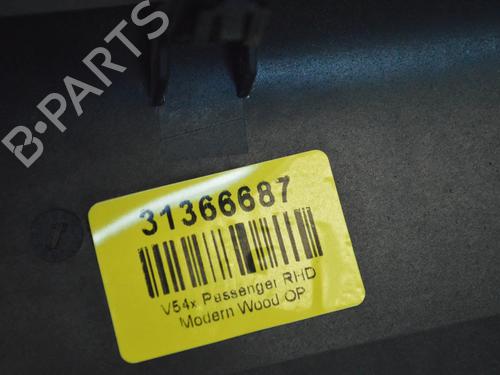 B-PARTS
31366687
V54x Passenger RHD
Modern Wood OP